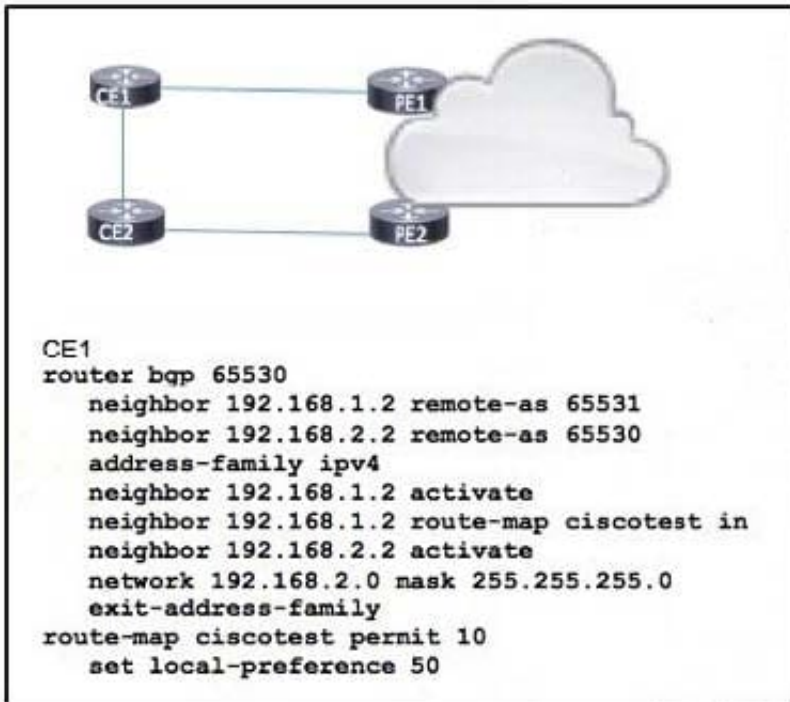 CE1
PE1
CE2
PE2
CE1
router bgp 65530
neighbor 192.168.1.2 remote-as 65531
neighbor 192.168.2.2 remote-as 65530
address-family ipv4
neighbor 192.168.1.2 activate
neighbor 192.168.1.2 route-map ciscotest in
neighbor 192.168.2.2 activate
network 192.168.2.0 mask 255.255.255.0
exit-address-family
route-map ciscotest permit 10
set local-preference 50